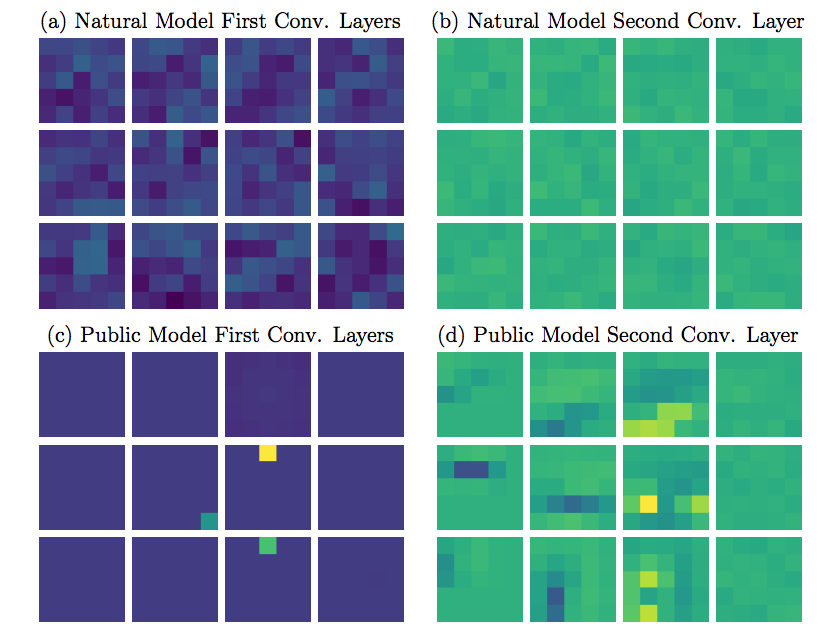 (a) Natural Model First Conv. Layers
(b) Natural Model Second Conv. Layer
(c) Public Model First Conv. Layers
(d) Public Model Second Conv. Layer